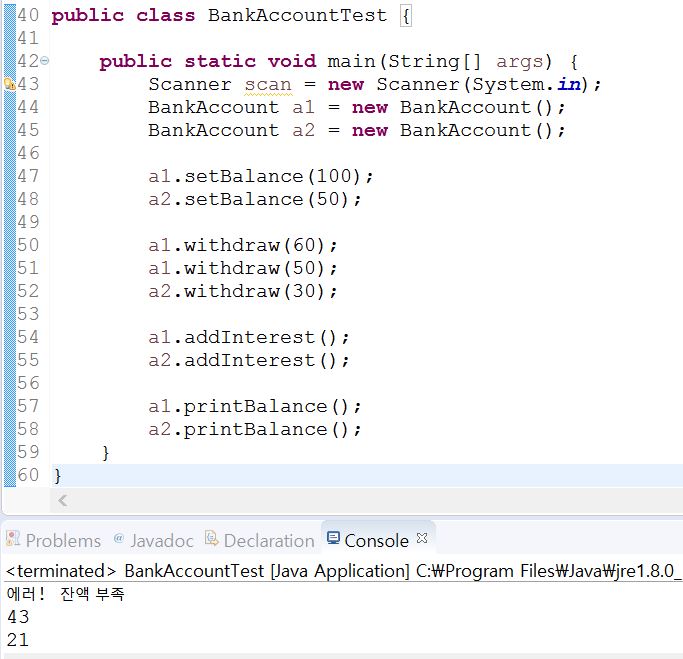 40 public class BankAccountTest {
41
42 public static void main(String[] args) {
43 Scanner scan = new Scanner(System.in);
44 BankAccount a1 = new BankAccount();
45 BankAccount a2 = new BankAccount();
46
47 a1.setBalance(100);
48 a2.setBalance(50);
49
50 a1.withdraw(60);
51 a1.withdraw(50);
52 a2.withdraw(30);
53
54 a1.addInterest();
55 a2.addInterest();
56
57 a1.printBalance();
58 a2.printBalance();
59 }
60 }
Problems @ Javadoc Declaration Console
<terminated> BankAccountTest [Java Application] C:₩Program Files₩Java₩jre1.8.0_
에러! 잔액 부족
43
21